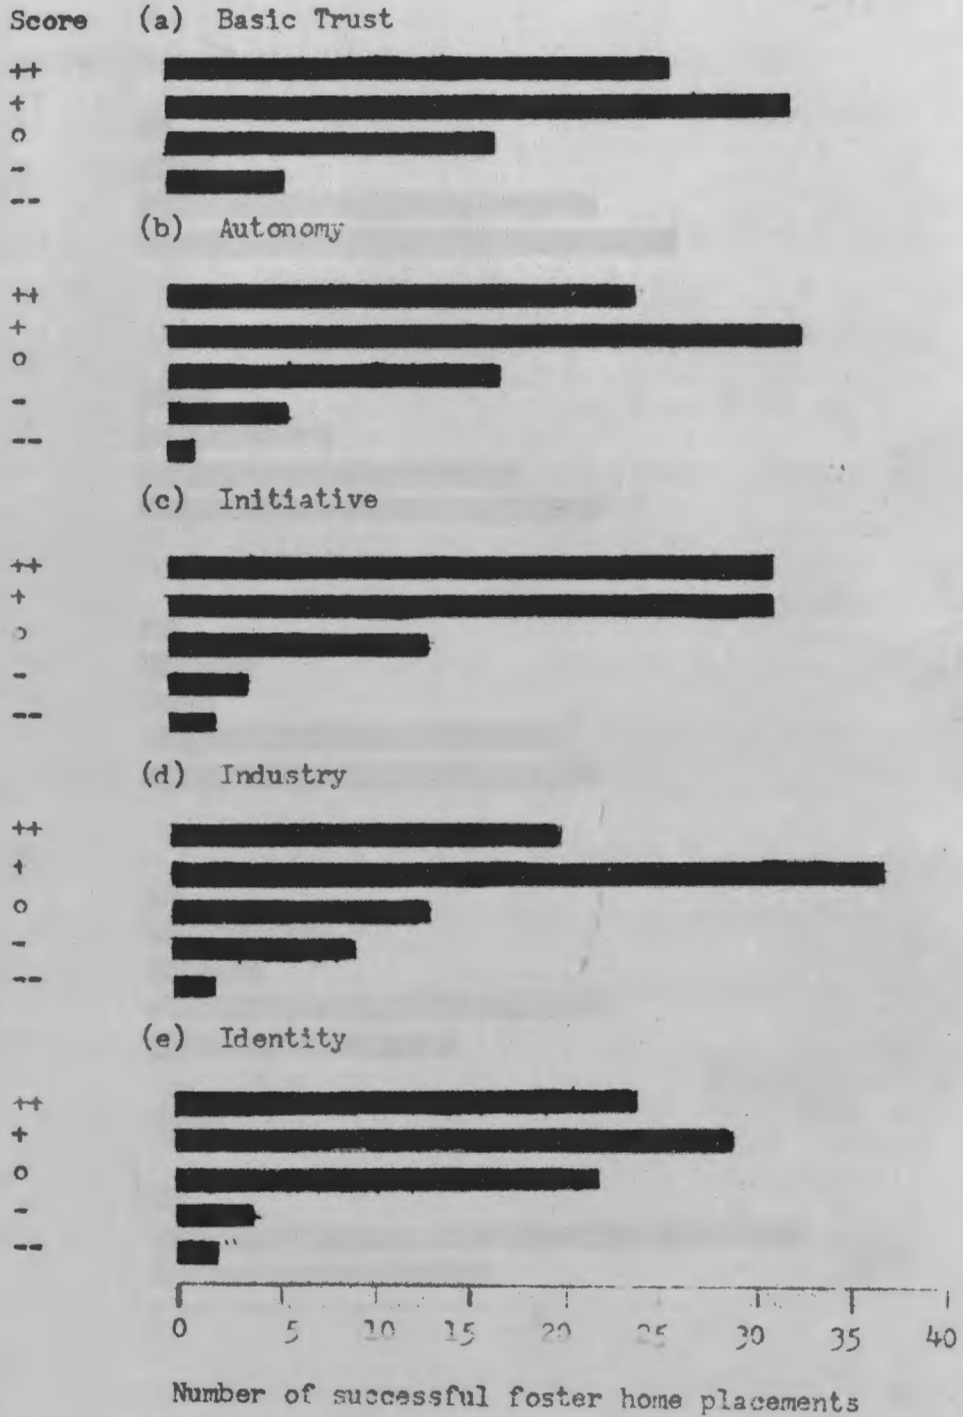 Score (a) Basic Trust
++
+
o
-
--
(b) Autonomy
++
+
o
-
--
(c) Initiative
++
+
o
-
--
(d) Industry
++
+
o
-
--
(e) Identity
++
+
o
-
--
0 5 10 15 20 25 30 35 40
Number of successful foster home placements